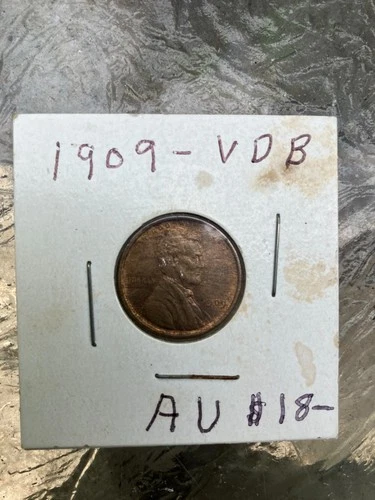 1909 - VDB
AU $18-